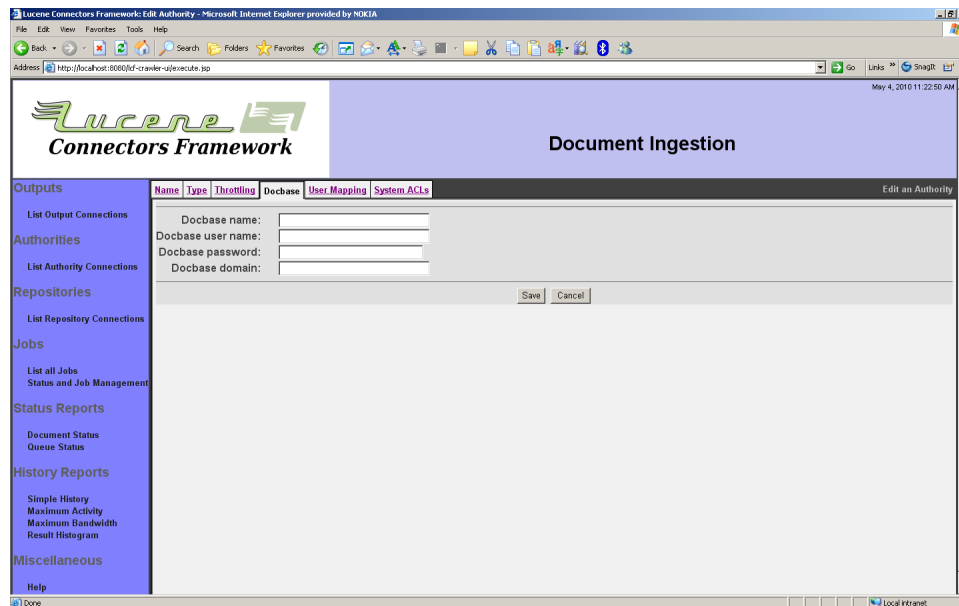 Lucene Connectors Framework: Edit Authority - Microsoft Internet Explorer provided by NOKIA
File Edit View Favorites Tools Help
Back Search Folders Favorites
Address http://localhost:8080/lcf-crawler-ui/execute.jsp Go Links » SnagIt
May 4, 2010 11:22:50 AM
Lucene
Connectors Framework
Document Ingestion
Outputs
List Output Connections
Authorities
List Authority Connections
Repositories
List Repository Connections
Jobs
List all Jobs
Status and Job Management
Status Reports
Document Status
Queue Status
History Reports
Simple History
Maximum Activity
Maximum Bandwidth
Result Histogram
Miscellaneous
Help
Name Type Throttling Docbase User Mapping System ACLs Edit an Authority
Docbase name:
Docbase user name:
Docbase password:
Docbase domain:
Save Cancel
Done Local intranet